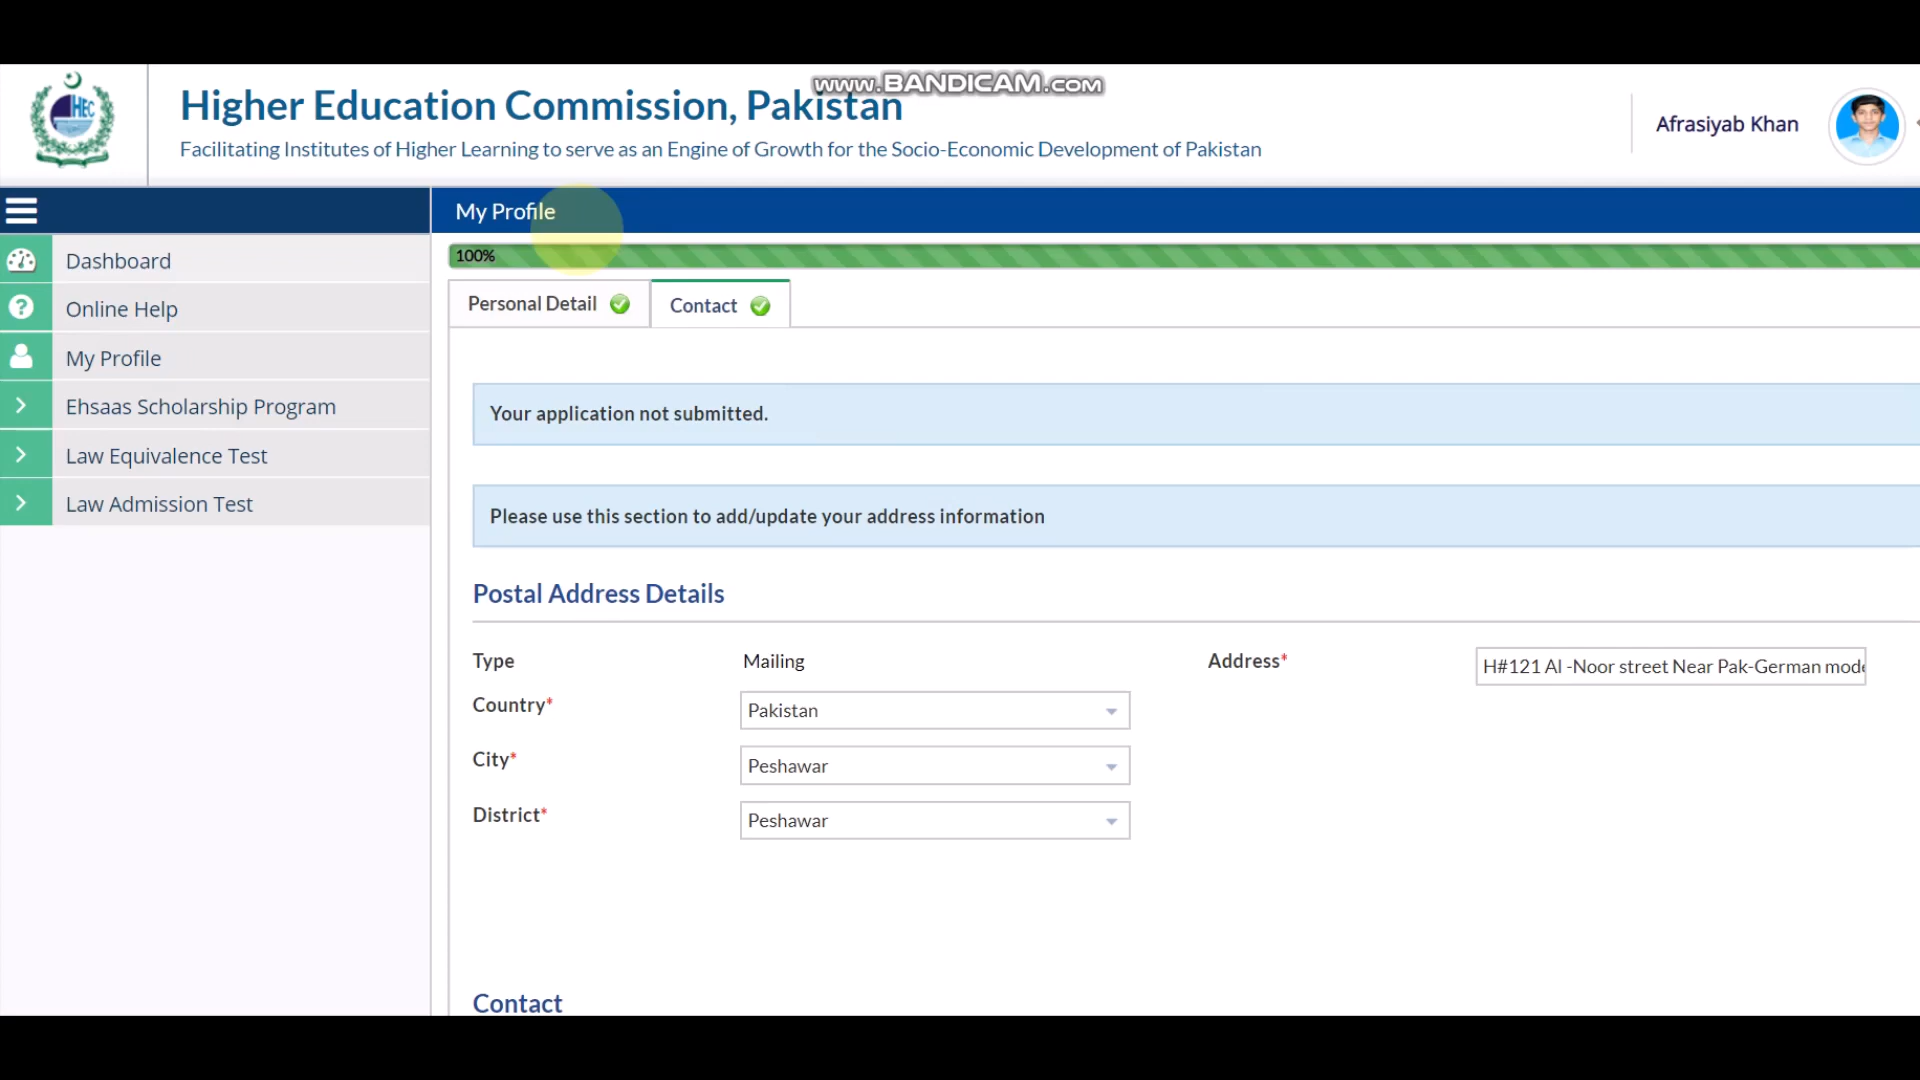 www.BANDICAM.com
HEC
Higher Education Commission, Pakistan
Facilitating Institutes of Higher Learning to serve as an Engine of Growth for the Socio-Economic Development of Pakistan
Afrasiyab Khan
My Profile
100%
Dashboard
Online Help
My Profile
Ehsaas Scholarship Program
Law Equivalence Test
Law Admission Test
Personal Detail
Contact
Your application not submitted.
Please use this section to add/update your address information
Postal Address Details
Type Mailing Address* H#121 Al -Noor street Near Pak-German
Country* Pakistan
City* Peshawar
District* Peshawar
Contact